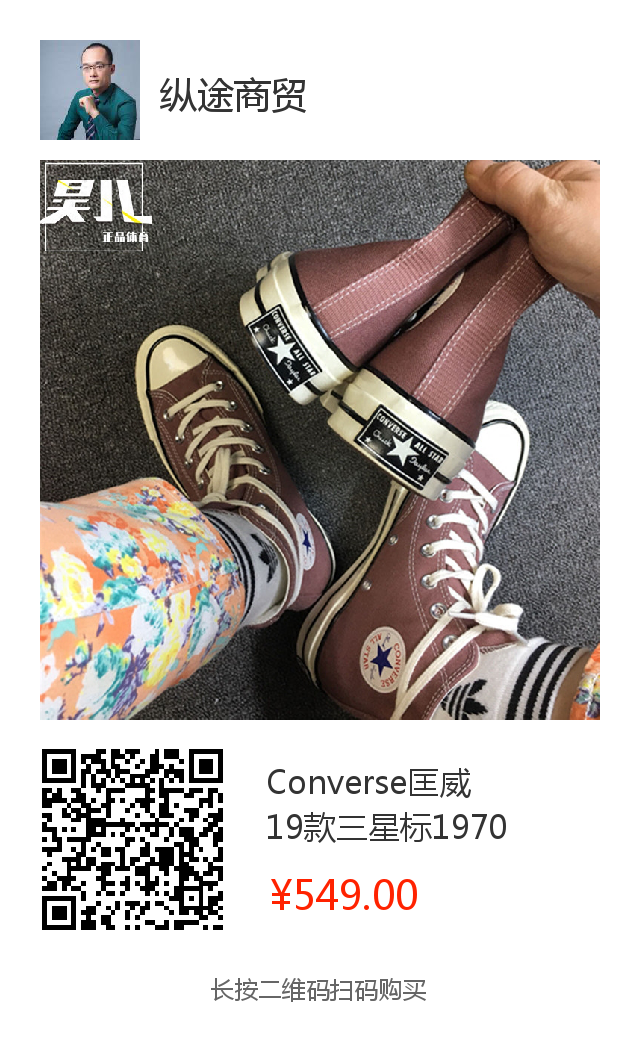 纵途商贸
昊八
正品体育
CONVERSE ALL STAR
Chuck Taylor
CONVERSE ALL STAR
Chuck Taylor
CONVERSE
ALL STAR
Converse匡威
19款三星标1970
¥549.00
长按二维码扫码购买